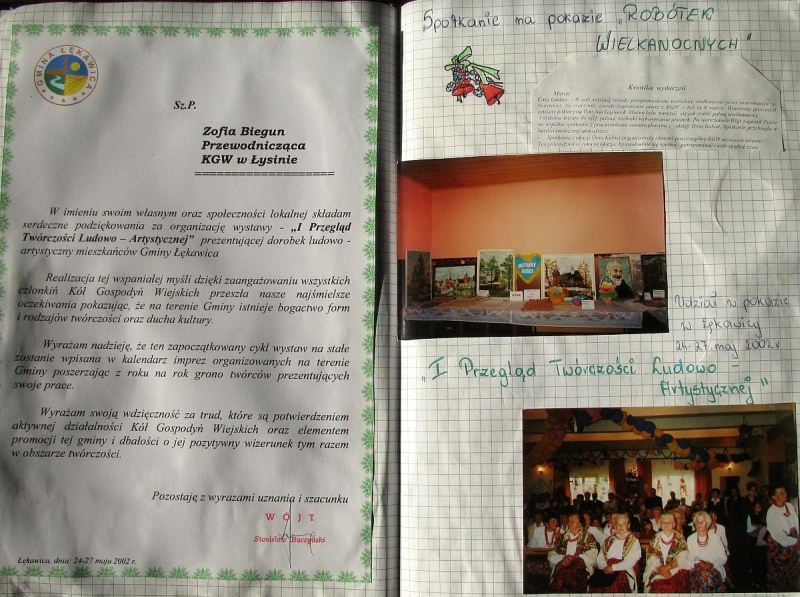 GMINA ŁĘKAWICA
Sz.P.
Zofia Biegun
Przewodnicząca
KGW w Łysinie
W imieniu swoim własnym oraz społeczności lokalnej składam
serdeczne podziękowania za organizację wystawy - „I Przegląd
Twórczości Ludowo – Artystycznej" prezentującej dorobek ludowo -
artystyczny mieszkańców Gminy Łękawica
Realizacja tej wspaniałej myśli dzięki zaangażowaniu wszystkich
członkiń Kół Gospodyń Wiejskich przeszła nasze najśmielsze
oczekiwania pokazując, że na terenie Gminy istnieje bogactwo form
i rodzajów twórczości oraz ducha kultury.
Wyrażam nadzieję, że ten zapoczątkowany cykl wystaw na stałe
zostanie wpisana w kalendarz imprez organizowanych na terenie
Gminy poszerzając z roku na rok grono twórców prezentujących
swoje prace.
Wyrażam swoją wdzięczność za trud, które są potwierdzeniem
aktywnej działalności Kół Gospodyń Wiejskich oraz elementem
promocji tej gminy i dbałości o jej pozytywny wizerunek tym razem
w obszarze twórczości.
Pozostaję z wyrazami uznania i szacunku
WÓJT
Stanisław Baczyński
Łękawica, dnia: 24-27 maja 2002 r.
Spotkanie na pokazie „ROBÓTEK
WIELKANOCNYCH"
Kronika wydarzeń
Marzec
Udział w pokazie
w Łękawicy
24-27. maj 2002 r
„I Przegląd Twórczości Ludowo -
Artystycznej"